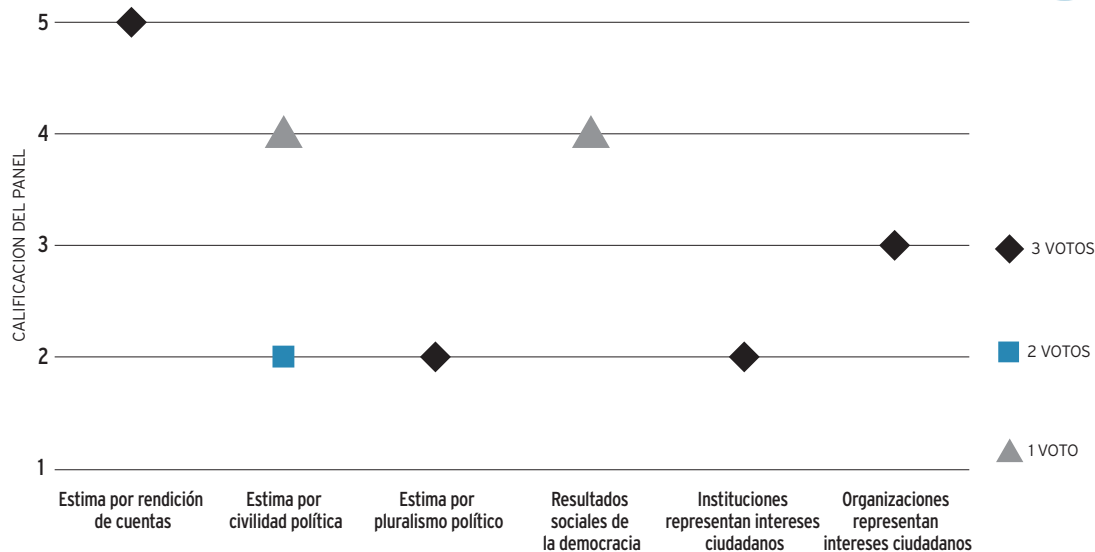 5
4
3
2
1
CALIFICACION DEL PANEL
3 VOTOS
2 VOTOS
1 VOTO
Estima por rendición
de cuentas
Estima por
civilidad política
Estima por
pluralismo político
Resultados
sociales de
la democracia
Instituciones
representan intereses
ciudadanos
Organizaciones
representan
intereses ciudadanos